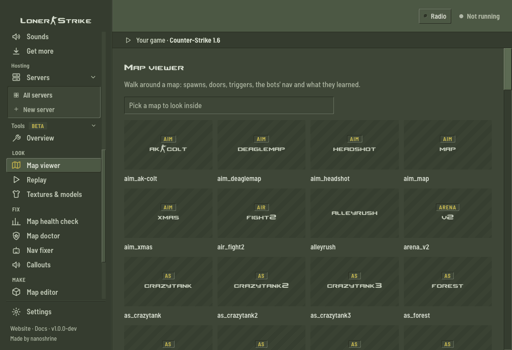 LONERSTRIKE
Sounds
Get more
Hosting
Servers
All servers
+ New server
Tools BETA
Overview
LOOK
Map viewer
Replay
Textures & models
FIX
Map health check
Map doctor
Nav fixer
Callouts
MAKE
Map editor
Settings
Website · Docs · v1.0.0-dev
Made by nanoshrine
Radio
Not running
Your game · Counter-Strike 1.6
MAP VIEWER
Walk around a map: spawns, doors, triggers, the bots' nav and what they learned.
Pick a map to look inside
AIM
AK COLT
aim_ak-colt
AIM
DEAGLEMAP
aim_deaglemap
AIM
HEADSHOT
aim_headshot
AIM
MAP
aim_map
AIM
XMAS
aim_xmas
AIR
FIGHT2
air_fight2
ALLEYRUSH
alleyrush
ARENA
V2
arena_v2
AS
CRAZYTANK
as_crazytank
AS
CRAZYTANK2
as_crazytank2
AS
CRAZYTANK3
as_crazytank3
AS
FOREST
as_forest
AS
AS
AS
AS